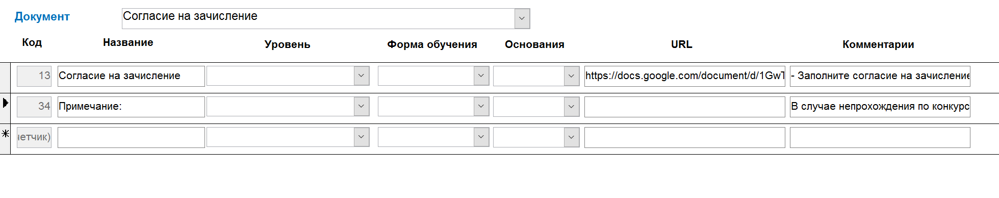 Документ Согласие на зачисление
Код Название Уровень Форма обучения Основания URL Комментарии
13 Согласие на зачисление https://docs.google.com/document/d/1GwT - Заполните согласие на зачисление
34 Примечание: В случае непрохождения по конкурс
четчик)